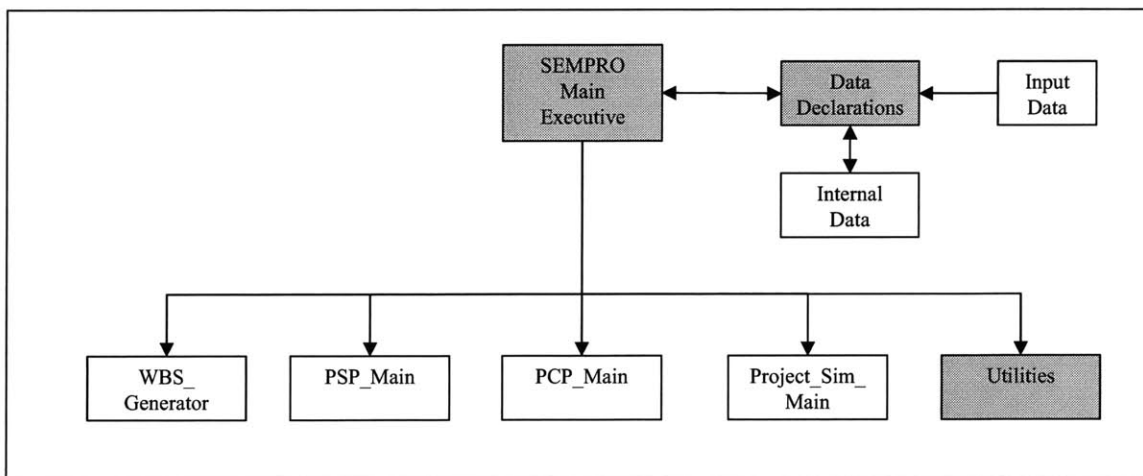 SEMPRO
Main
Executive
Data
Declarations
Input
Data
Internal
Data
WBS_
Generator
PSP_Main
PCP_Main
Project_Sim_
Main
Utilities